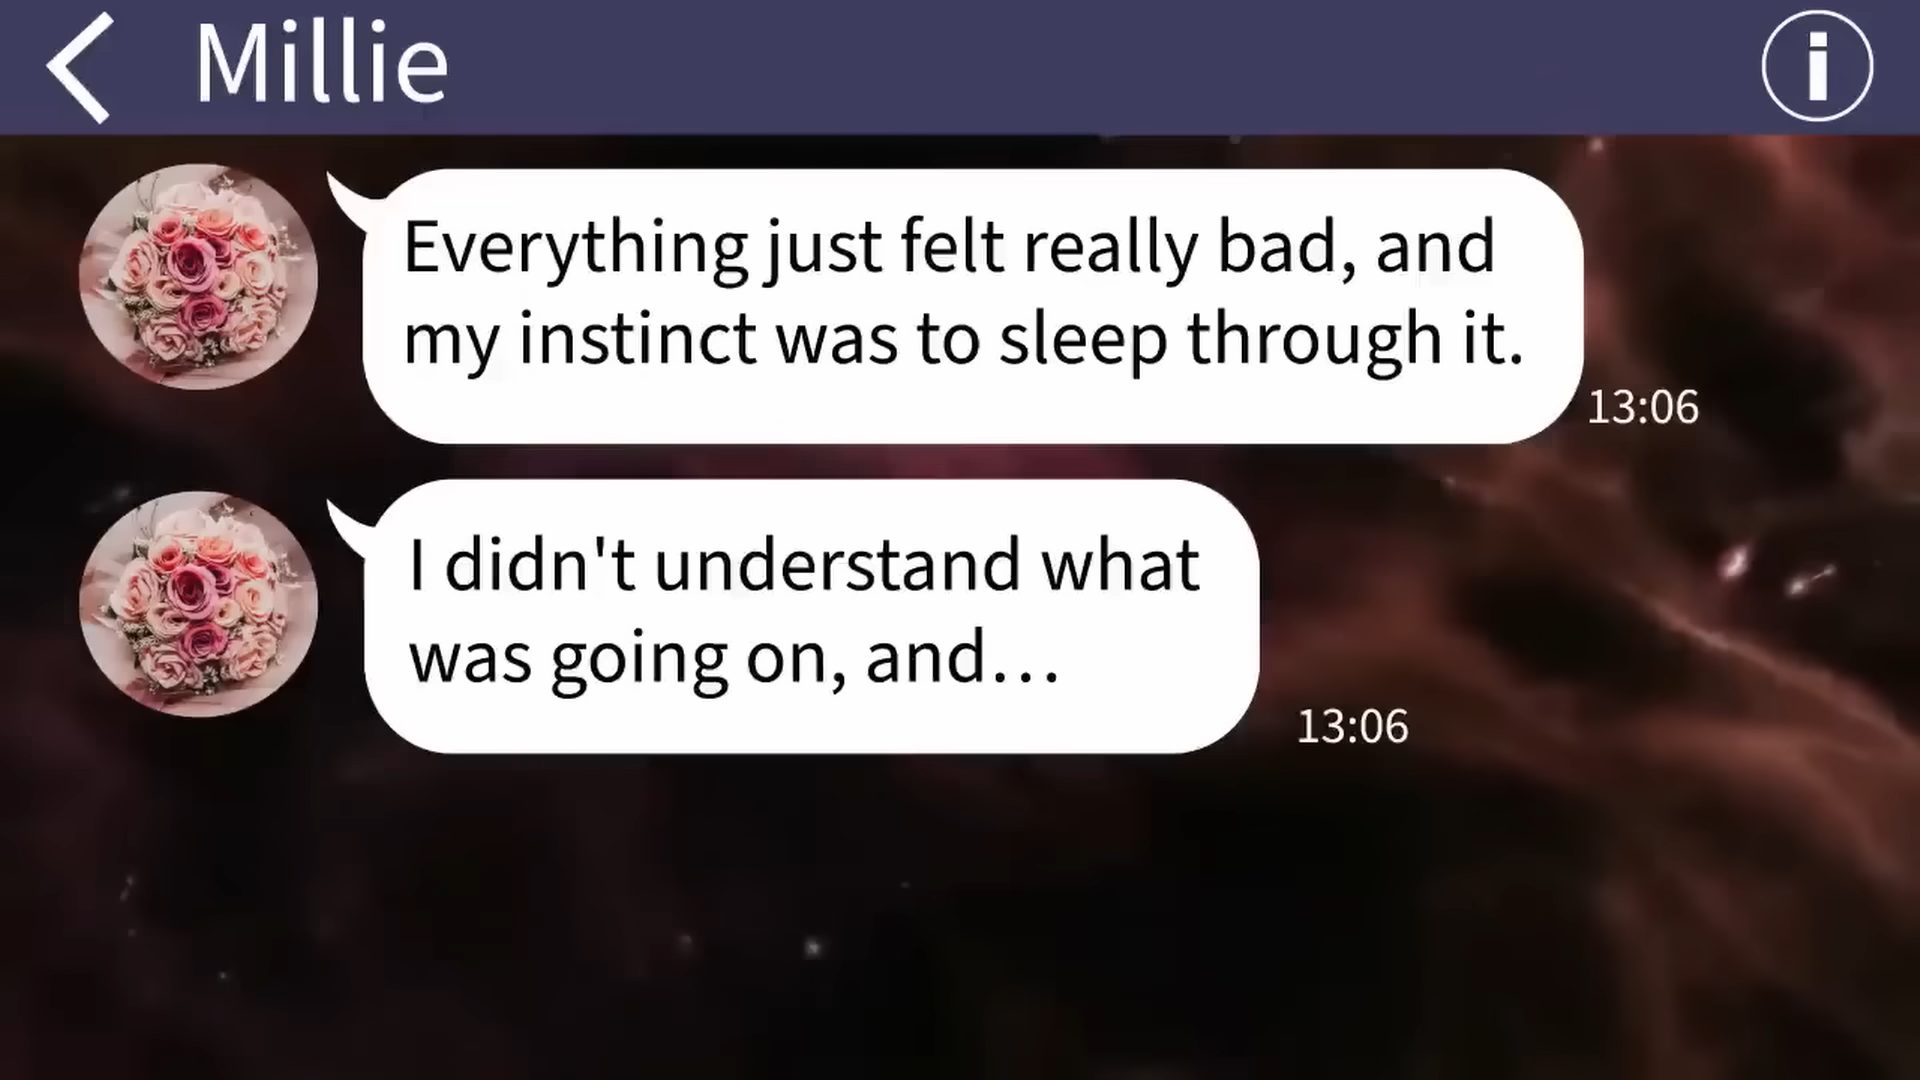 Millie
Everything just felt really bad, and
my instinct was to sleep through it.
13:06
I didn't understand what
was going on, and…
13:06